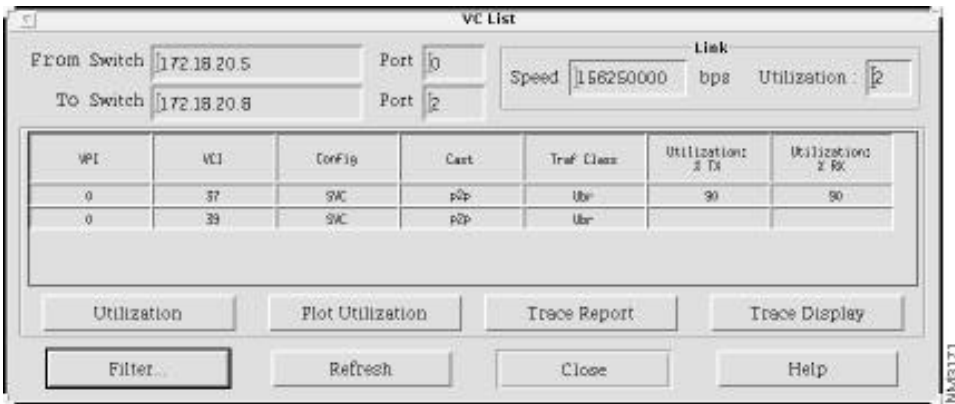 VC List
From Switch 172.18.20.5 Port 0
To Switch 172.18.20.8 Port 2
Link
Speed 156250000 bps Utilization : 2
VPI VCI Config Cast Traf Class Utilization: % TX Utilization: % RX
0 37 SVC p2p Ubr 90 90
0 39 SVC p2p Ubr
Utilization Plot Utilization Trace Report Trace Display
Filter... Refresh Close Help
NM3171